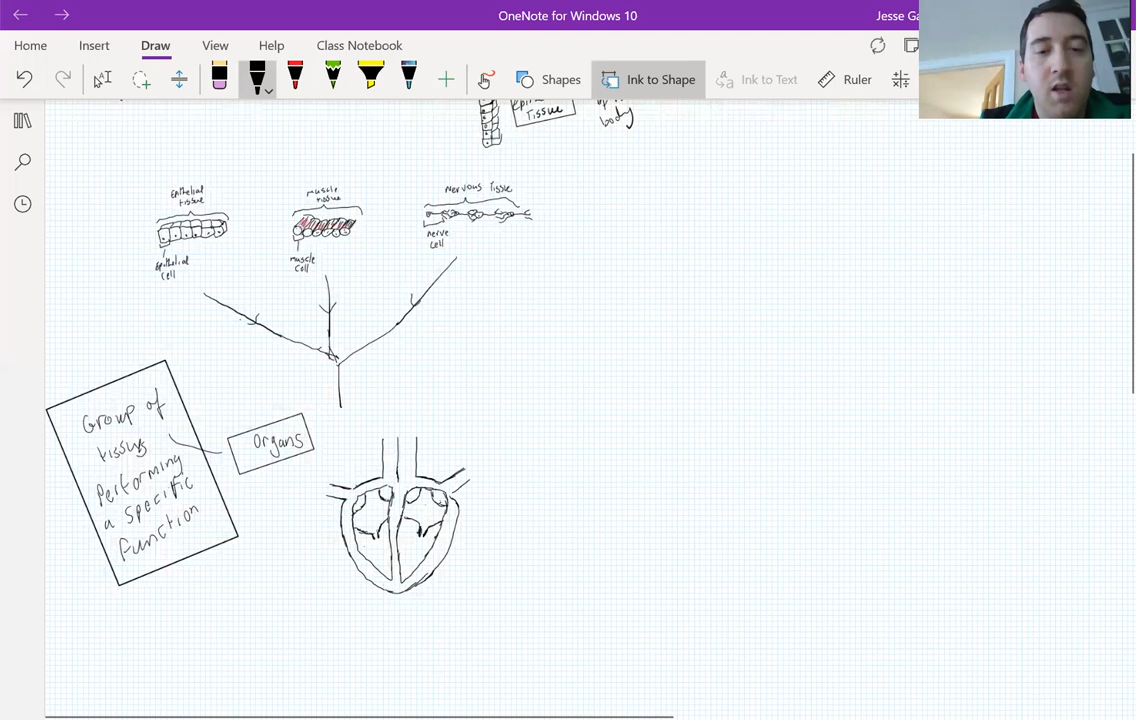 OneNote for Windows 10
Jesse Ga
Home
Insert
Draw
View
Help
Class Notebook
Shapes
Ink to Shape
Ink to Text
Ruler
Tissue
body
Epithelial
tissue
muscle
tissue
Nervous Tissue
Epithelial
cell
muscle
cell
nerve
cell
Group of
tissues
Performing
a specific
function
Organs